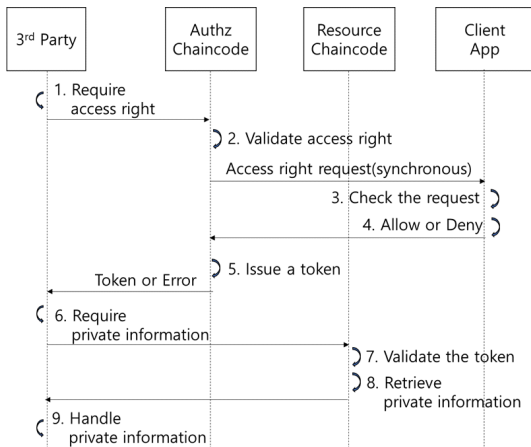 3rd Party
Authz
Chaincode
Resource
Chaincode
Client
App
1. Require
access right
2. Validate access right
Access right request(synchronous)
3. Check the request
4. Allow or Deny
5. Issue a token
Token or Error
6. Require
private information
7. Validate the token
8. Retrieve
private information
9. Handle
private information